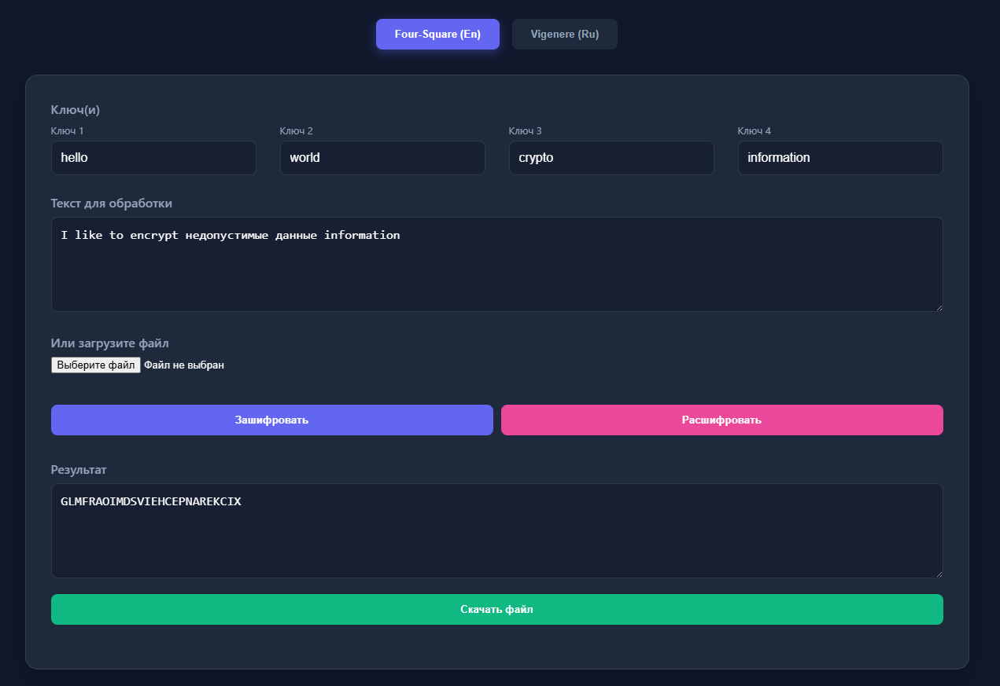 Four-Square (En) Vigenere (Ru)
Ключ(и)
Ключ 1 Ключ 2 Ключ 3 Ключ 4
hello world crypto information
Текст для обработки
I like to encrypt недопустимые данные information
Или загрузите файл
Выберите файл Файл не выбран
Зашифровать Расшифровать
Результат
GLMFRAOIMDSVIEHCEPNAREKCIX
Скачать файл